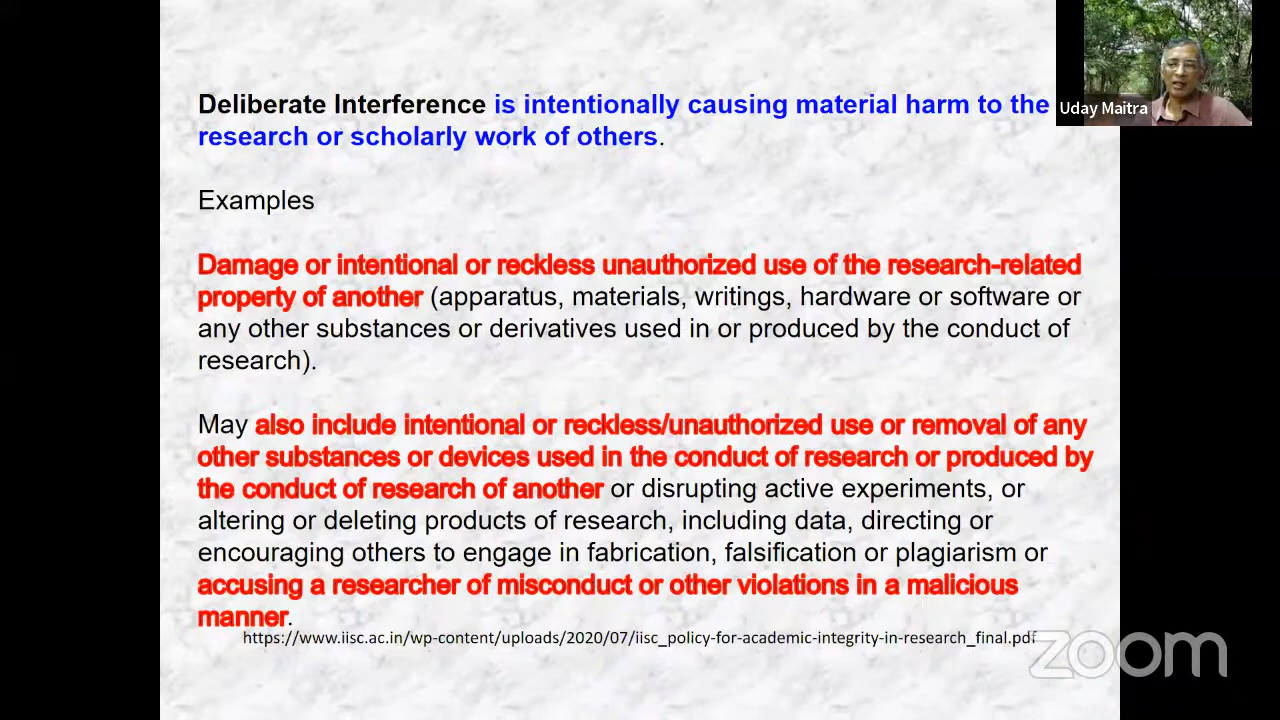 Deliberate Interference is intentionally causing material harm to the
research or scholarly work of others.
Uday Maitra
Examples
Damage or intentional or reckless unauthorized use of the research-related
property of another (apparatus, materials, writings, hardware or software or
any other substances or derivatives used in or produced by the conduct of
research).
May also include intentional or reckless/unauthorized use or removal of any
other substances or devices used in the conduct of research or produced by
the conduct of research of another or disrupting active experiments, or
altering or deleting products of research, including data, directing or
encouraging others to engage in fabrication, falsification or plagiarism or
accusing a researcher of misconduct or other violations in a malicious
manner.
https://www.iisc.ac.in/wp-content/uploads/2020/07/iisc_policy-for-academic-integrity-in-research_final.pdf
zoom